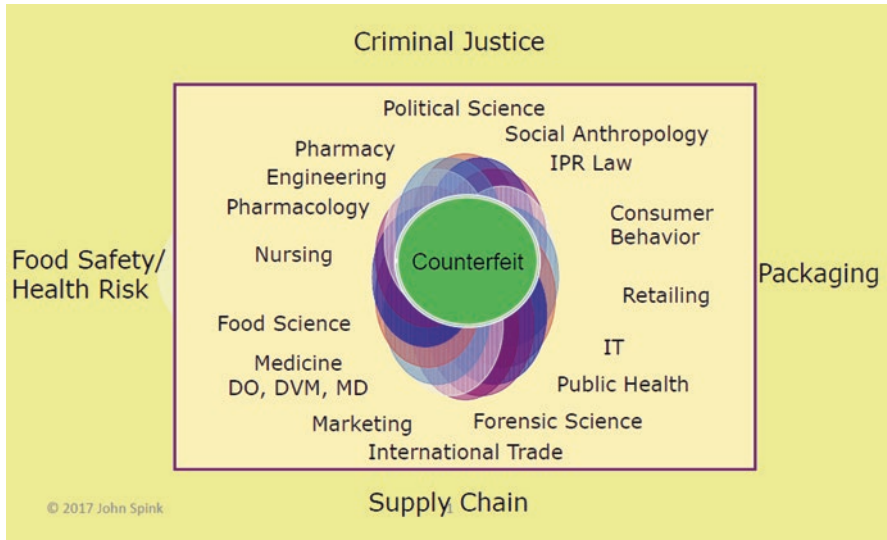 Criminal Justice
Political Science
Social Anthropology
Pharmacy
IPR Law
Engineering
Pharmacology
Consumer
Behavior
Nursing
Counterfeit
Food Safety/
Health Risk
Packaging
Retailing
Food Science
IT
Medicine
DO, DVM, MD
Public Health
Marketing
Forensic Science
International Trade
Supply Chain
1
© 2017 John Spink